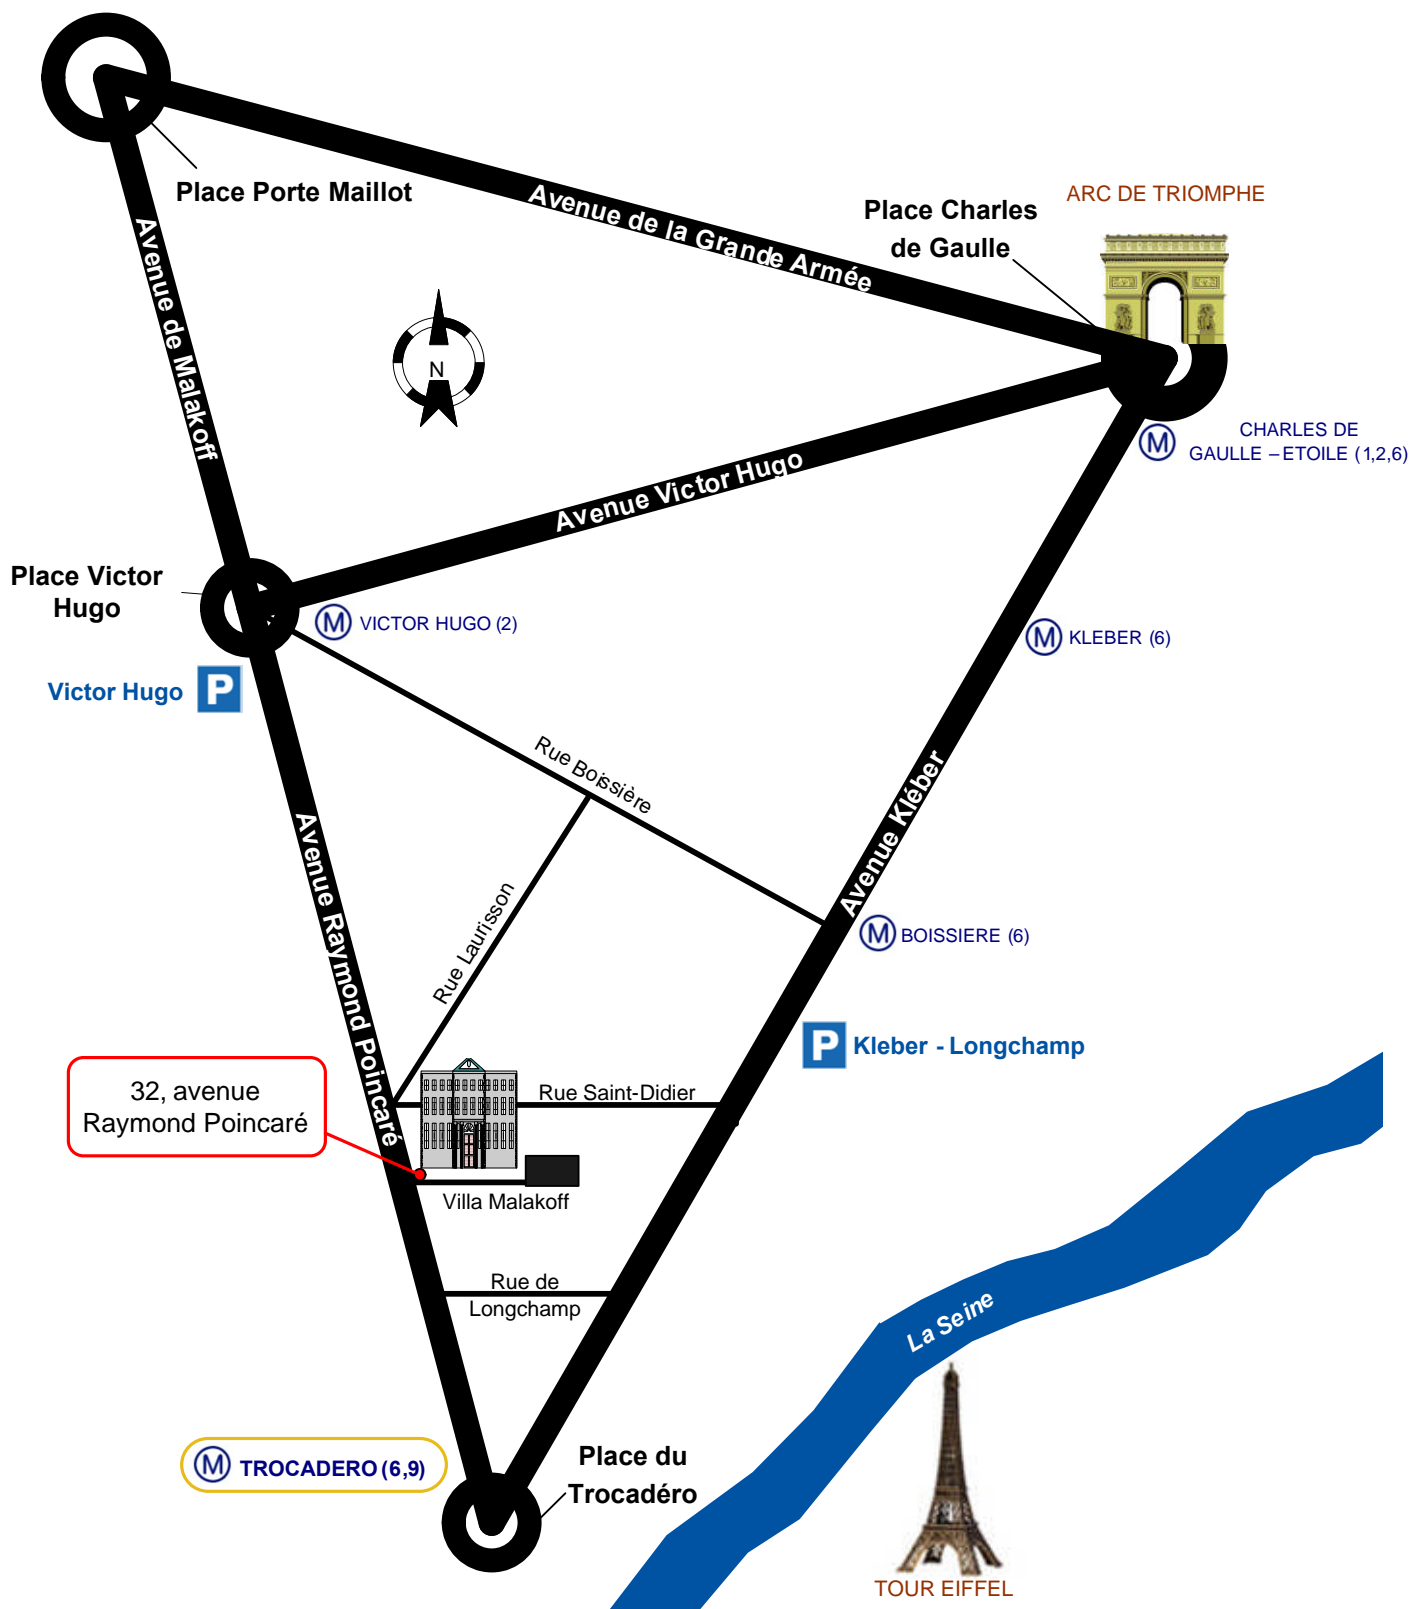 Place Porte Maillot
Avenue de la Grande Armée
ARC DE TRIOMPHE
Place Charles
de Gaulle
Avenue de Malakoff
N
M
CHARLES DE
GAULLE – ETOILE (1,2,6)
Avenue Victor Hugo
Place Victor
Hugo
M VICTOR HUGO (2)
M KLEBER (6)
Victor Hugo P
Rue Boissière
Avenue Kléber
Avenue Raymond Poincaré
Rue Laurisson
M BOISSIERE (6)
P Kleber - Longchamp
32, avenue
Raymond Poincaré
Rue Saint-Didier
Villa Malakoff
Rue de
Longchamp
La Seine
M TROCADERO (6,9)
Place du
Trocadéro
TOUR EIFFEL